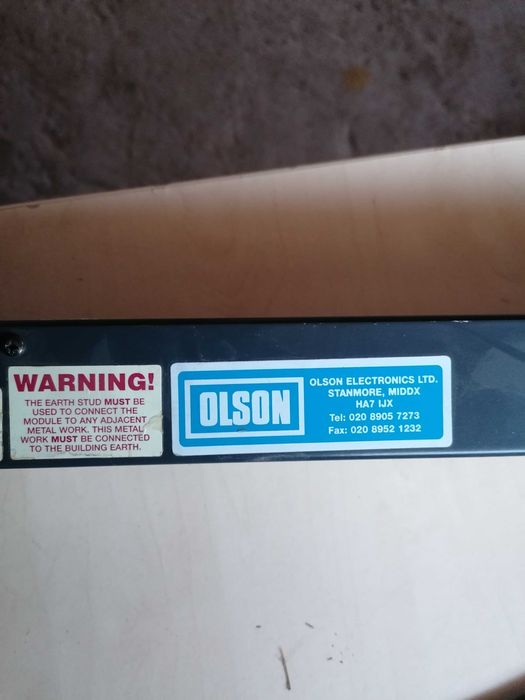 WARNING!
THE EARTH STUD MUST BE
USED TO CONNECT THE
MODULE TO ANY ADJACENT
METAL WORK. THIS METAL
WORK MUST BE CONNECTED
TO THE BUILDING EARTH.
OLSON
OLSON ELECTRONICS LTD.
STANMORE, MIDDX
HA7 IJX
Tel: 020 8905 7273
Fax: 020 8952 1232